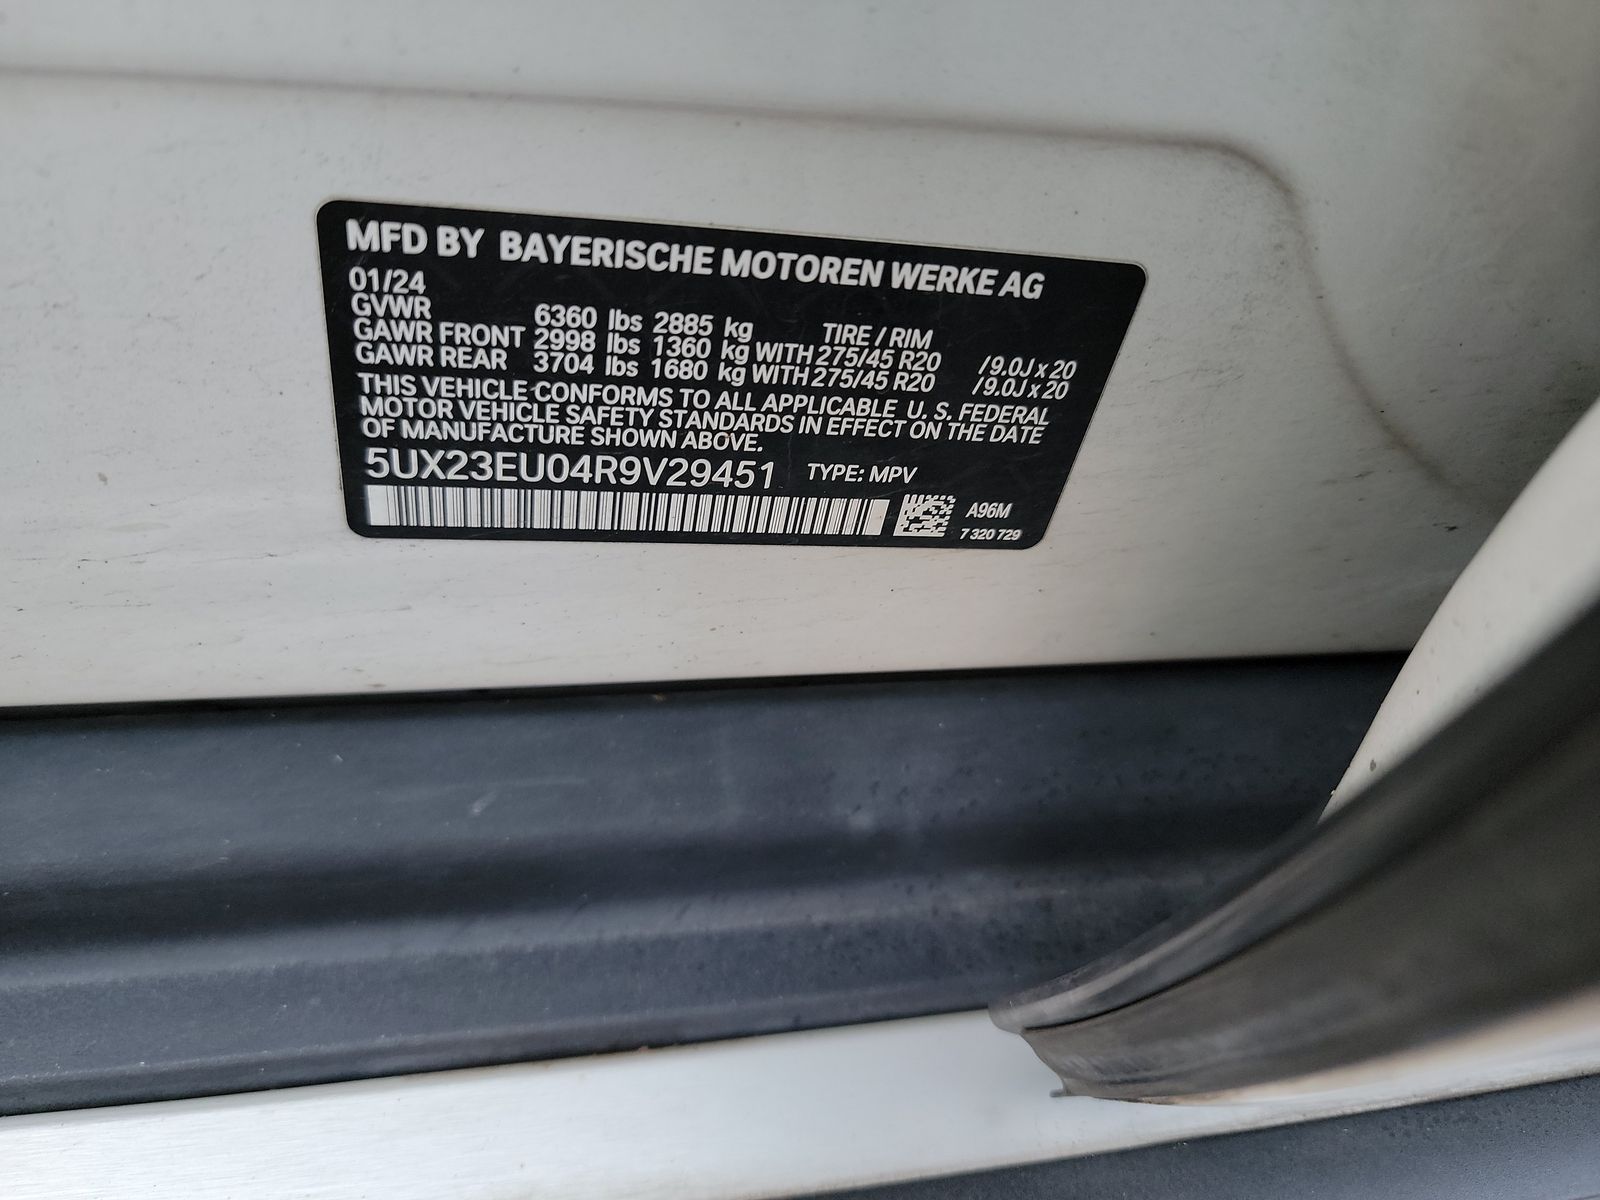 MFD BY BAYERISCHE MOTOREN WERKE AG
01/24
GVWR 6360 lbs 2885 kg TIRE / RIM
GAWR FRONT 2998 lbs 1360 kg WITH 275/45 R20 / 9.0J x 20
GAWR REAR 3704 lbs 1680 kg WITH 275/45 R20 / 9.0J x 20
THIS VEHICLE CONFORMS TO ALL APPLICABLE U. S. FEDERAL
MOTOR VEHICLE SAFETY STANDARDS IN EFFECT ON THE DATE
OF MANUFACTURE SHOWN ABOVE.
5UX23EU04R9V29451 TYPE: MPV
A96M
7 320 729